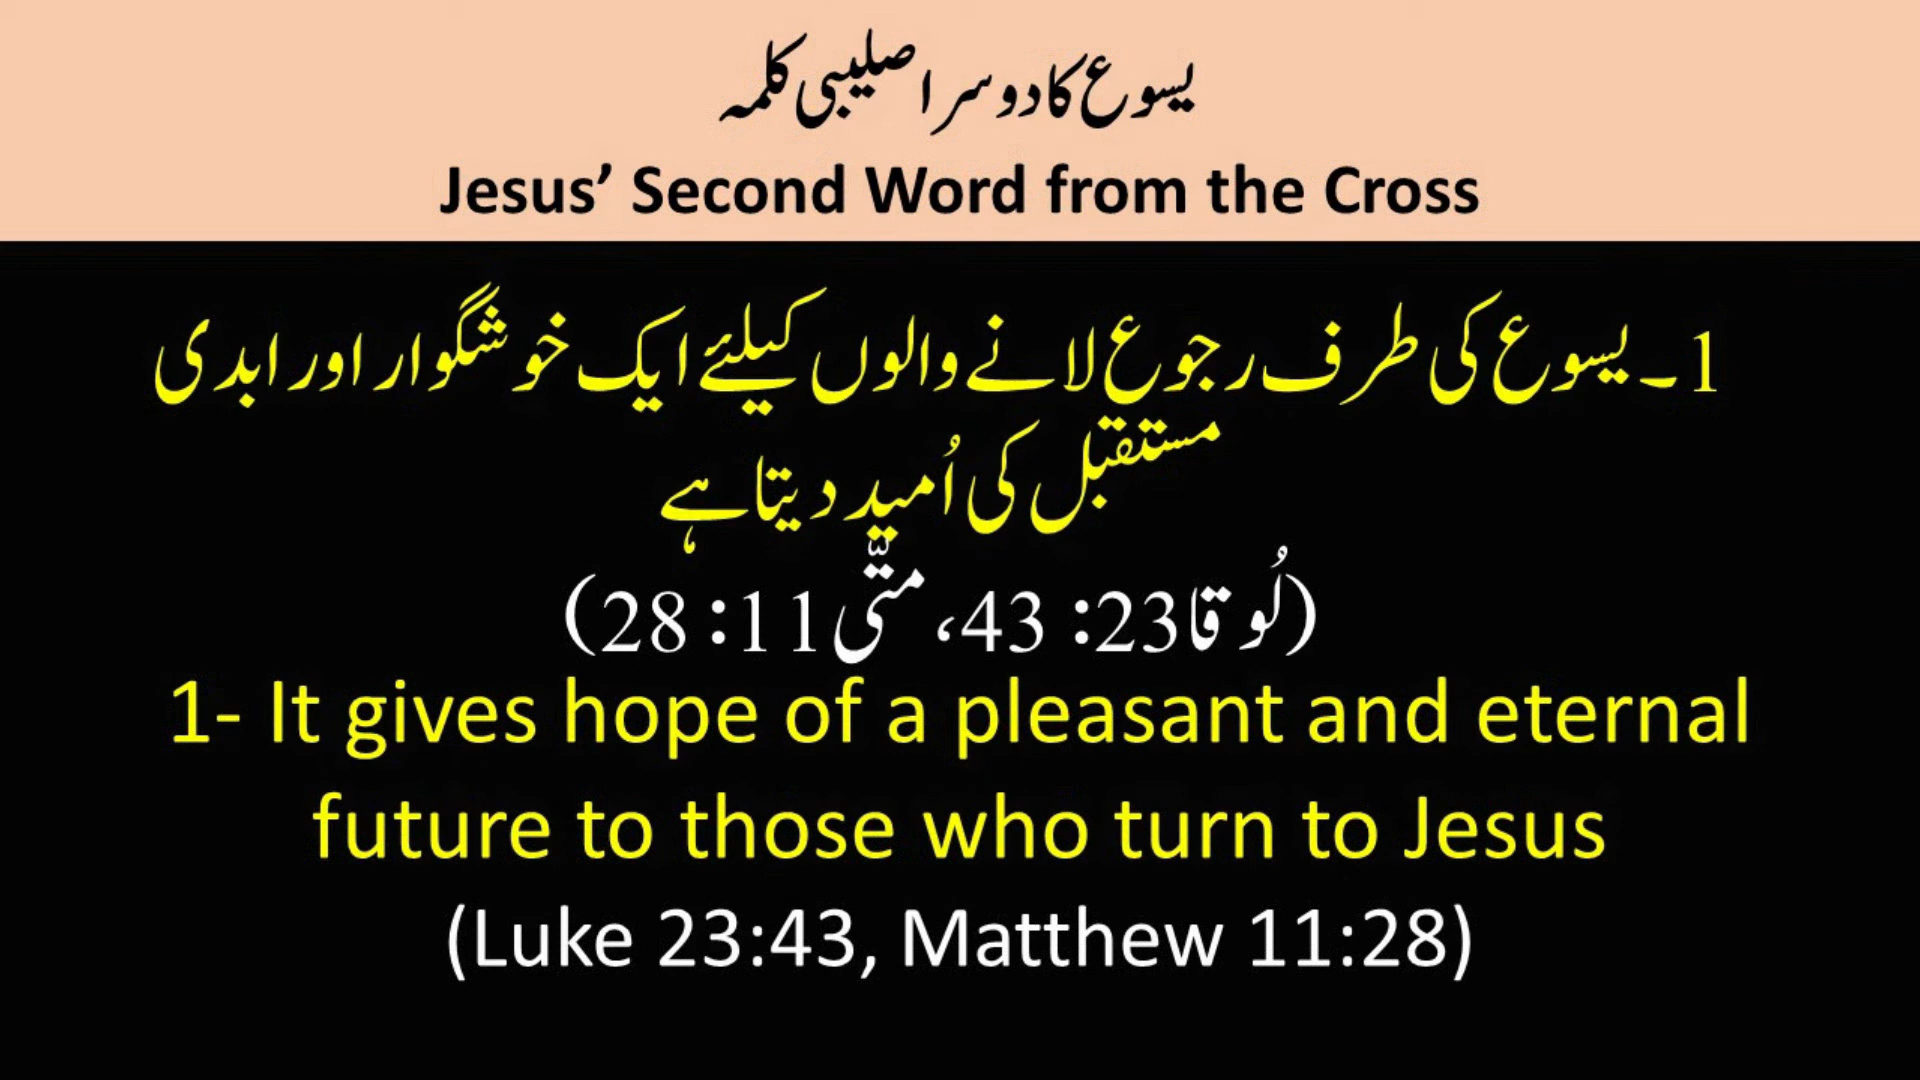 یسوع کا دوسرا صلیبی کلمہ
Jesus’ Second Word from the Cross
1۔ یسوع کی طرف رجوع لانے والوں کیلئے ایک خوشگوار اور ابدی
مستقبل کی اُمید دیتا ہے
(لُوقا 23: 43، متّی 11: 28)
1- It gives hope of a pleasant and eternal
future to those who turn to Jesus
(Luke 23:43, Matthew 11:28)